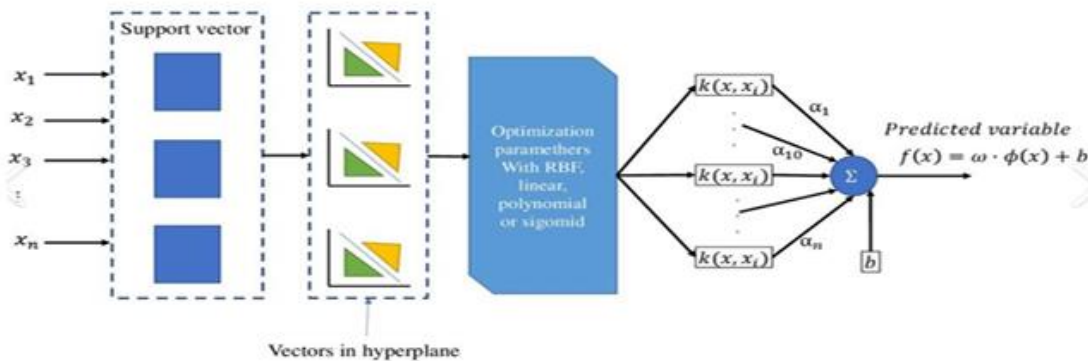 Support vector
x₁
x₂
x₃
:
xₙ
Vectors in hyperplane
Optimization
paramethers
With RBF,
linear,
polynomial
or sigomid
k(x, xᵢ)
k(x, xᵢ)
k(x, xᵢ)
α₁
α₁₀
αₙ
Σ
b
Predicted variable
f(x) = ω · ϕ(x) + b